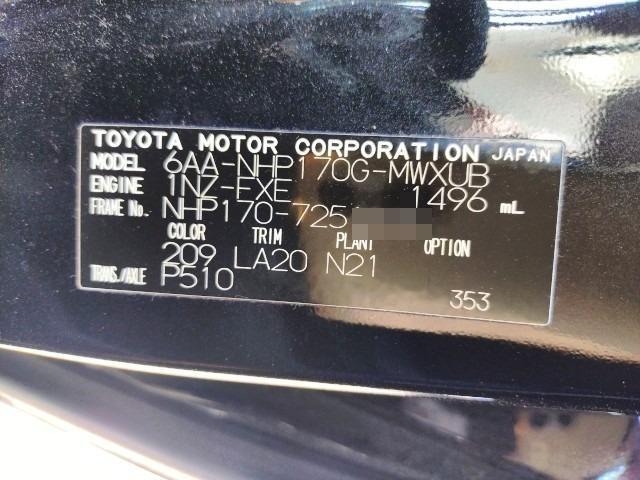 TOYOTA MOTOR CORPORATION JAPAN
MODEL 6AA-NHP170G-MWXUB
ENGINE 1NZ-FXE 1496 mL
FRAME No. NHP170-725
COLOR TRIM PLANT OPTION
209 LA20 N21
TRANS./AXLE P510
353